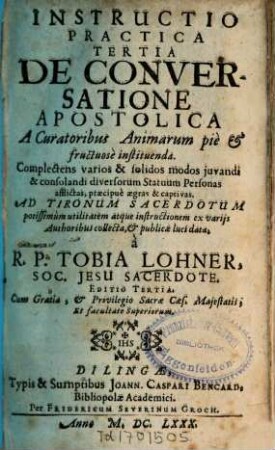 INSTRUCTIO
PRACTICA
TERTIA
DE CONVER-
SATIONE
APOSTOLICA
A Curatoribus Animarum piè &
fructuosè instituenda.
Complectens varios & solidos modos juvandi
& consolandi diversorum Statuum Personas
afflictas, præcipuè ægras & captivas.
AD TIRONUM SACERDOTUM
potissimùm utilitatem atque instructionem ex varijs
Authoribus collecta, & publicæ luci data,
à
R. P. TOBIA LOHNER,
SOC. JESU SACERDOTE.
EDITIO TERTIA.
Cum Gratia, & Privilegio Sacræ Cæs. Majestatis,
Et facultate Superiorum.
IHS
BIBLIOTHEK
DILINGÆ
Typis & Sumptibus JOANN. CASPARI BENCARD,
Bibliopolæ Academici.
Per FRIDERICUM SEVERINUM GROCH.
Anno M. DC. LXXX.